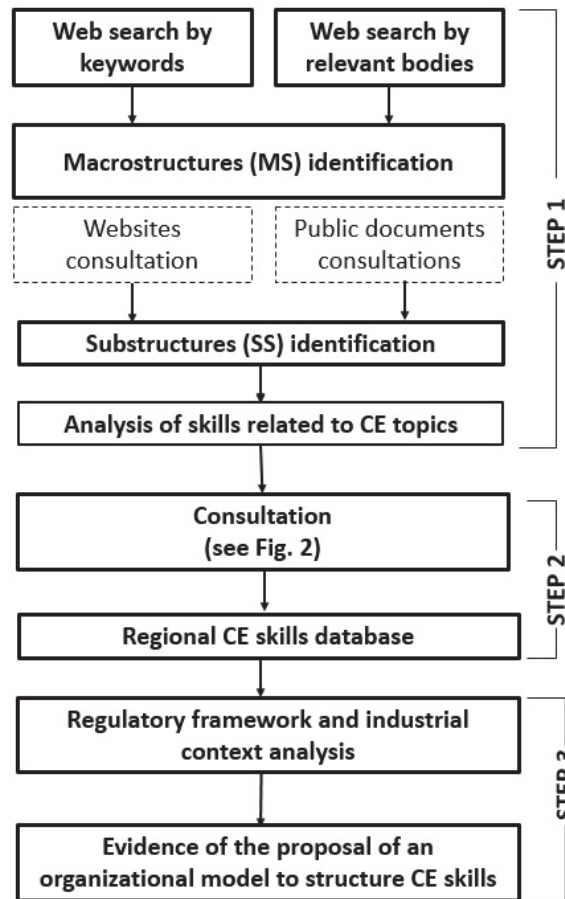 Web search by
keywords
Web search by
relevant bodies
Macrostructures (MS) identification
Websites
consultation
Public documents
consultations
Substructures (SS) identification
Analysis of skills related to CE topics
STEP 1
Consultation
(see Fig. 2)
Regional CE skills database
STEP 2
Regulatory framework and industrial
context analysis
Evidence of the proposal of an
organizational model to structure CE skills
STEP 3